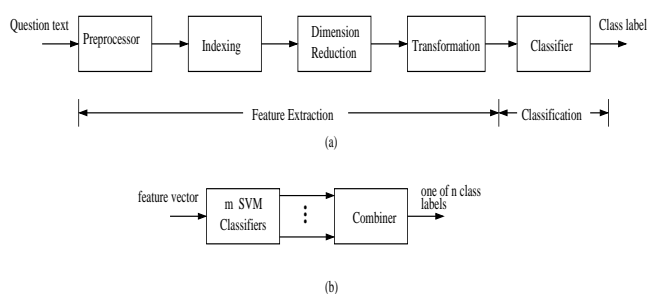 Question text
Preprocessor
Indexing
Dimension
Reduction
Transformation
Classifier
Class label
Feature Extraction
Classification
(a)
feature vector
m SVM
Classifiers
Combiner
one of n class
labels
(b)